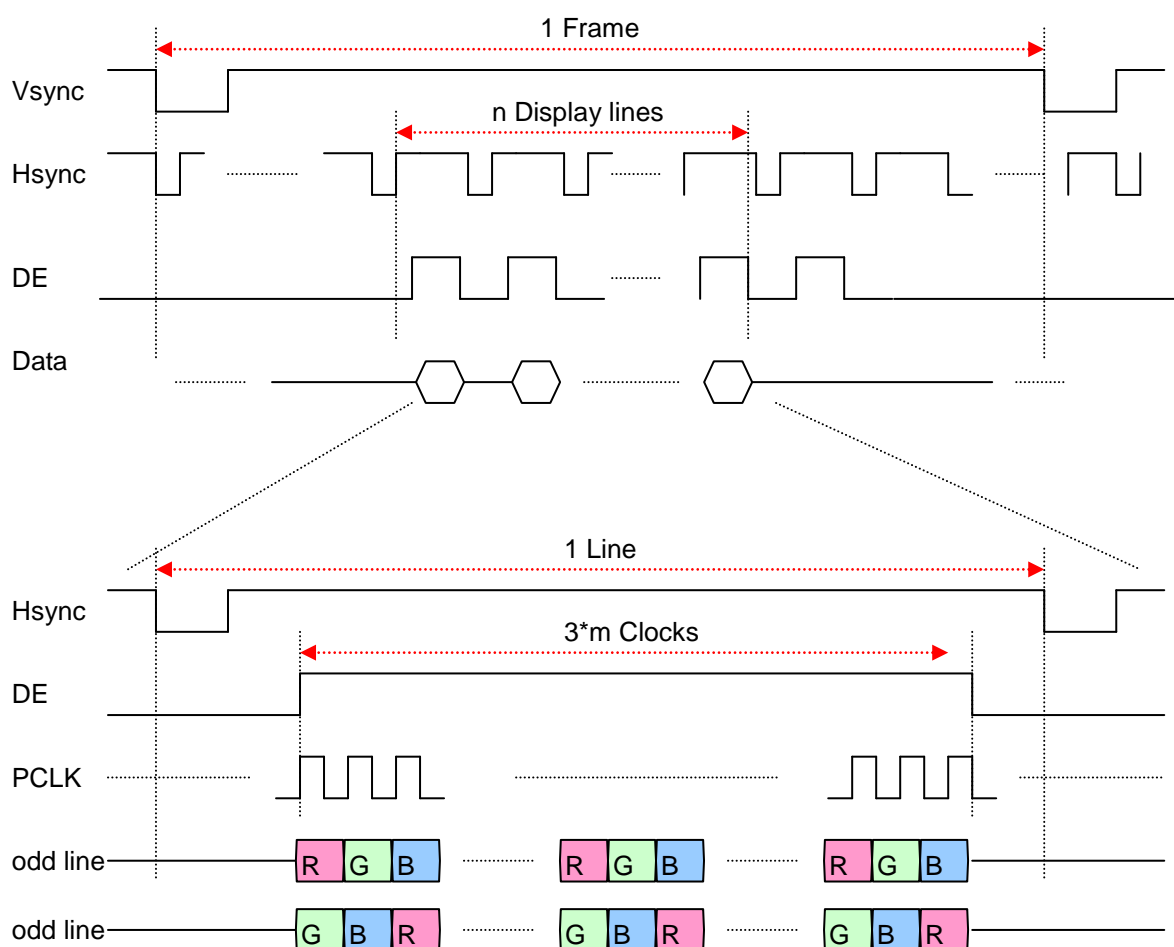 1 Frame
Vsync
n Display lines
Hsync
DE
Data
1 Line
Hsync
3*m Clocks
DE
PCLK
odd line R G B R G B R G B
odd line G B R G B R G B R